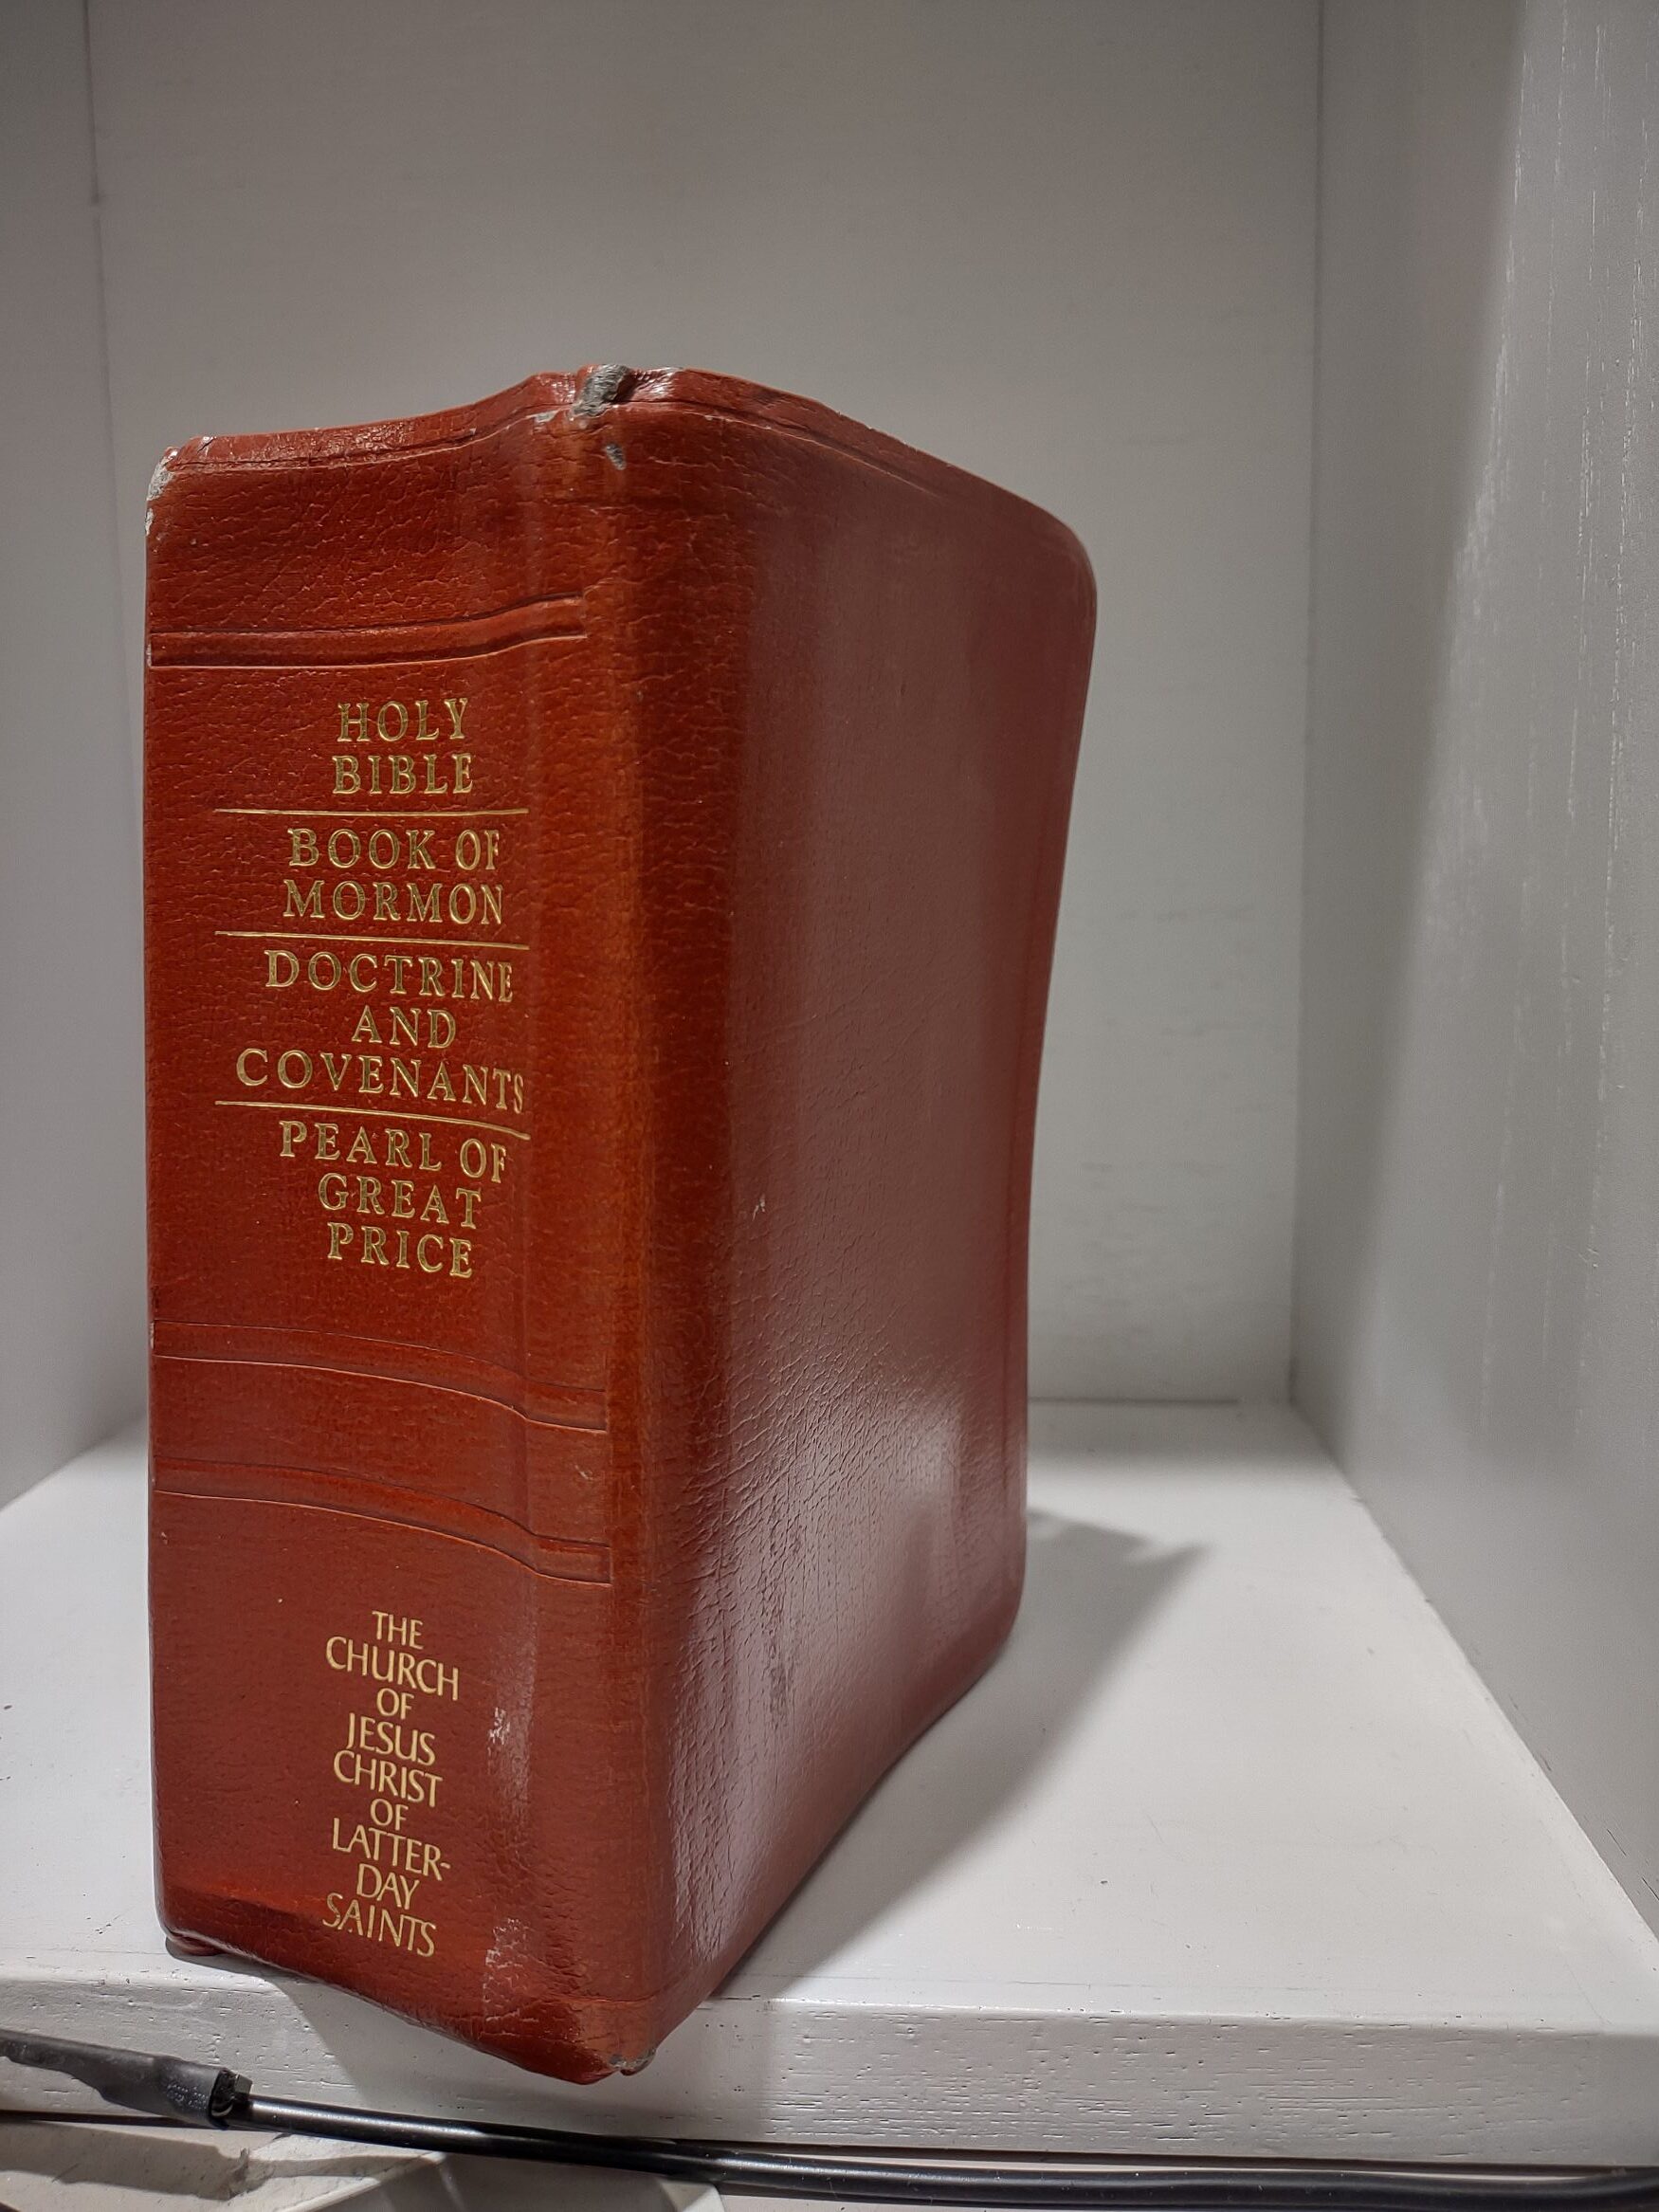 HOLY
BIBLE
BOOK OF
MORMON
DOCTRINE
AND
COVENANTS
PEARL OF
GREAT
PRICE
THE
CHURCH
OF
JESUS
CHRIST
OF
LATTER-
DAY
SAINTS